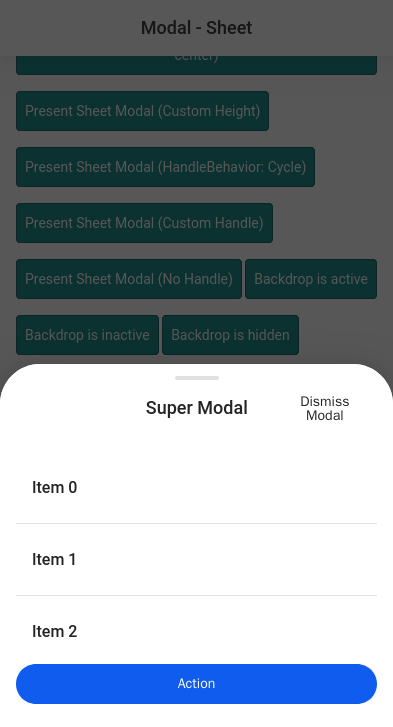 Modal - Sheet
center)
Present Sheet Modal (Custom Height)
Present Sheet Modal (HandleBehavior: Cycle)
Present Sheet Modal (Custom Handle)
Present Sheet Modal (No Handle)
Backdrop is active
Backdrop is inactive
Backdrop is hidden
Super Modal
Dismiss
Modal
Item 0
Item 1
Item 2
Action